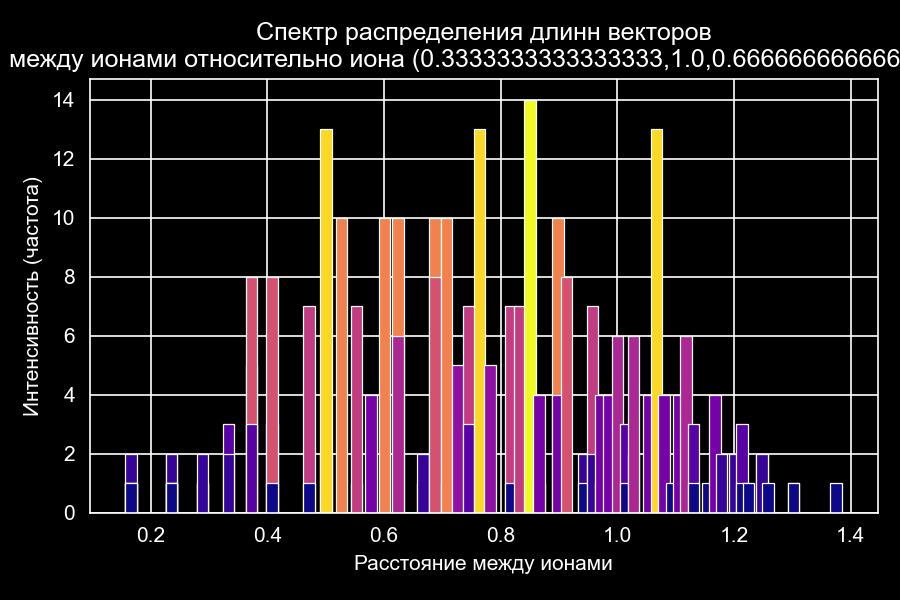 Спектр распределения длинн векторов
между ионами относительно иона (0.3333333333333333,1.0,0.666666666666
Интенсивность (частота)
14
12
10
8
6
4
2
0
0.2 0.4 0.6 0.8 1.0 1.2 1.4
Расстояние между ионами